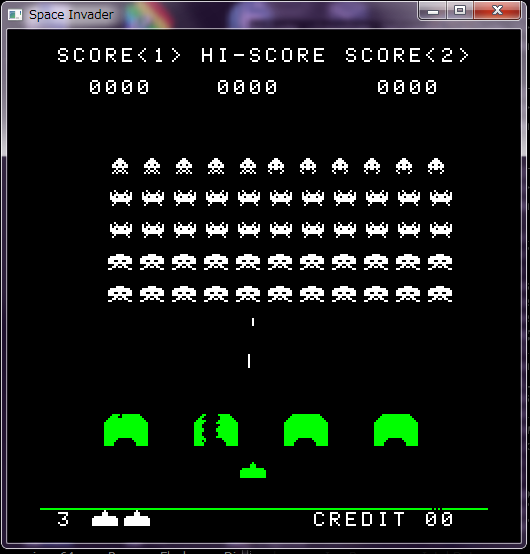 Space Invader
SCORE<1> HI-SCORE SCORE<2>
0000 0000 0000
3 CREDIT 00